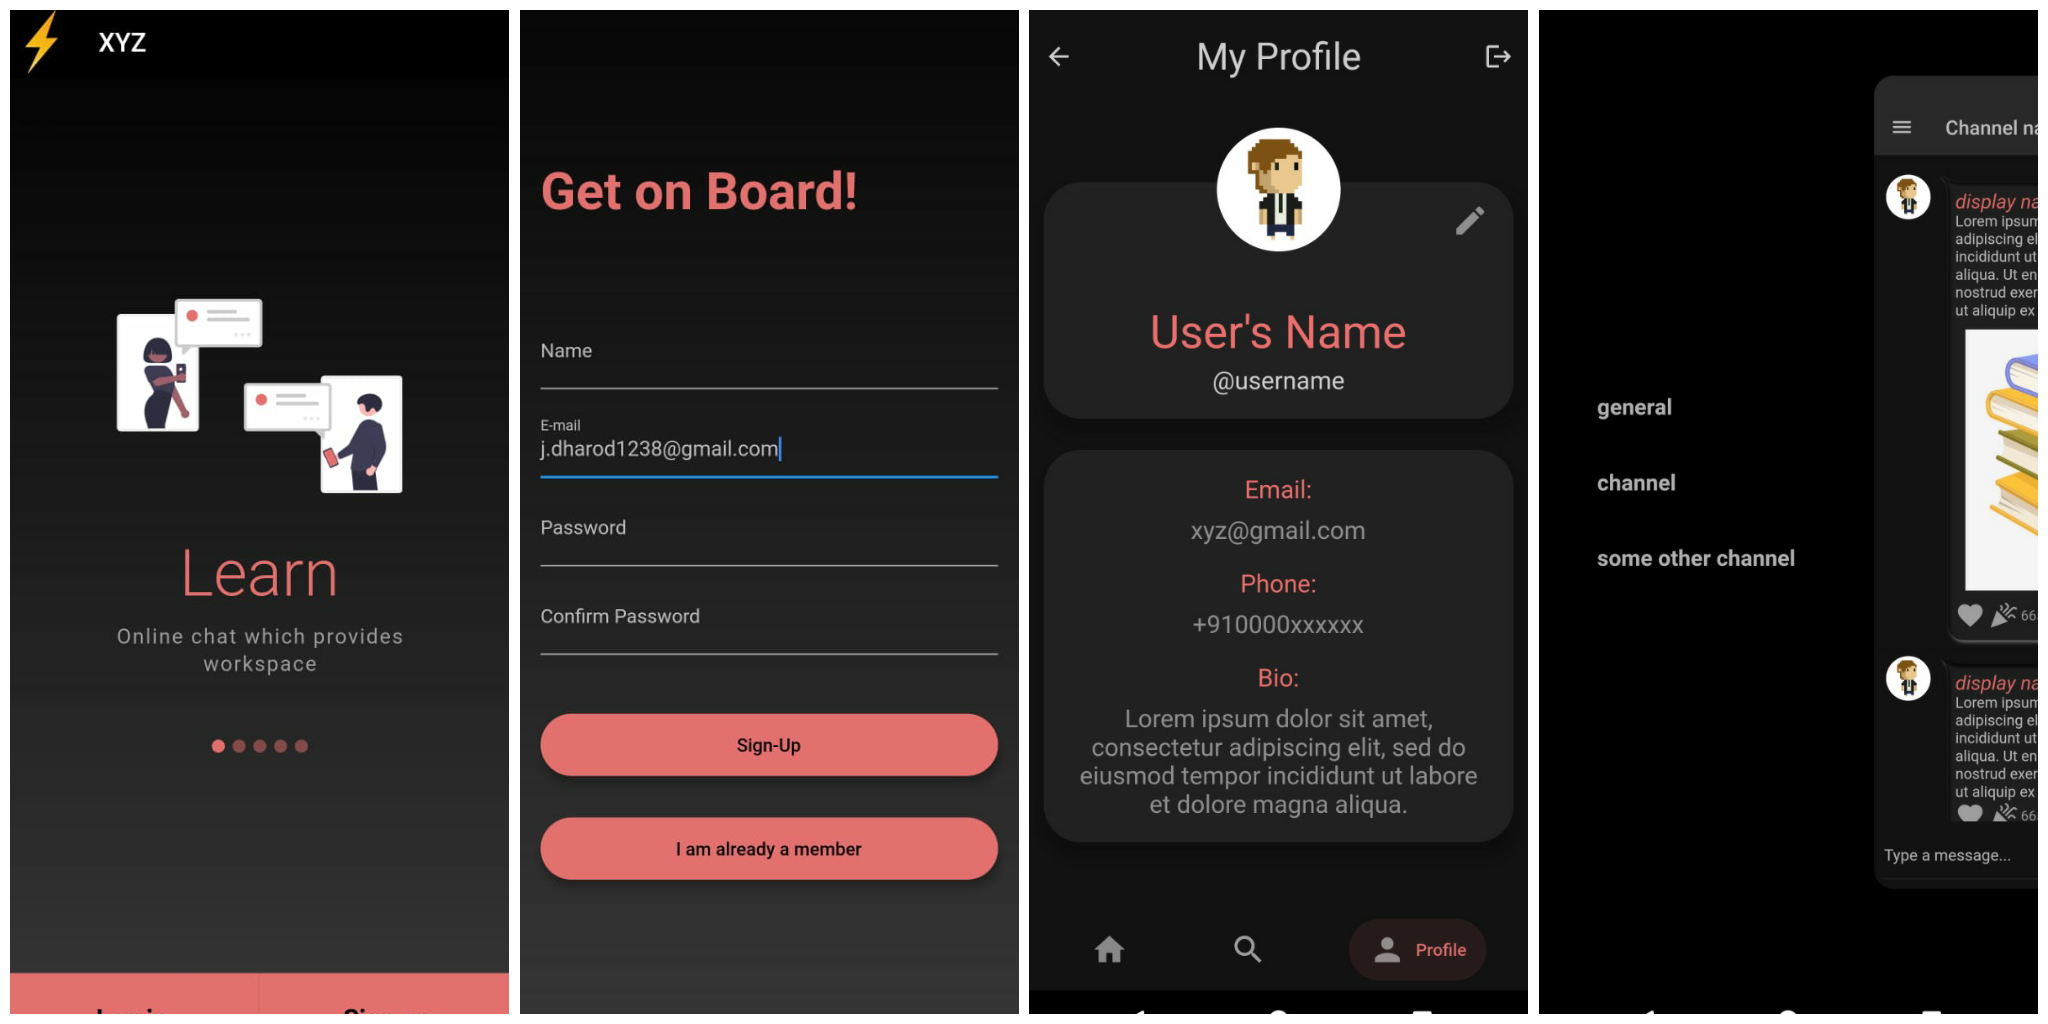 XYZ
Learn
Online chat which provides
workspace
Get on Board!
Name
E-mail
j.dharod1238@gmail.com
Password
Confirm Password
Sign-Up
I am already a member
My Profile
User's Name
@username
Email:
xyz@gmail.com
Phone:
+910000xxxxxx
Bio:
Lorem ipsum dolor sit amet,
consectetur adipiscing elit, sed do
eiusmod tempor incididunt ut labore
et dolore magna aliqua.
Profile
general
channel
some other channel
Channel na
display na
Lorem ipsum
adipiscing el
incididunt ut
aliqua. Ut en
nostrud exer
ut aliquip ex
66
display na
Lorem ipsum
adipiscing el
incididunt ut
aliqua. Ut en
nostrud exer
ut aliquip ex
66
Type a message...